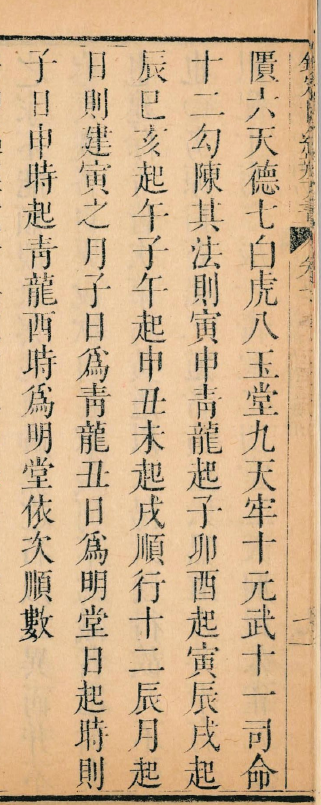 匱六天德七白虎八玉堂九天牢十元武十一司命
十二勾陳其法則寅申靑龍起子卯酉起寅辰戌起
辰巳亥起午子午起申丑未起戌順行十二辰月起
日則建寅之月子日爲靑龍丑日爲明堂日起時則
子日申時起靑龍酉時爲明堂依次順數